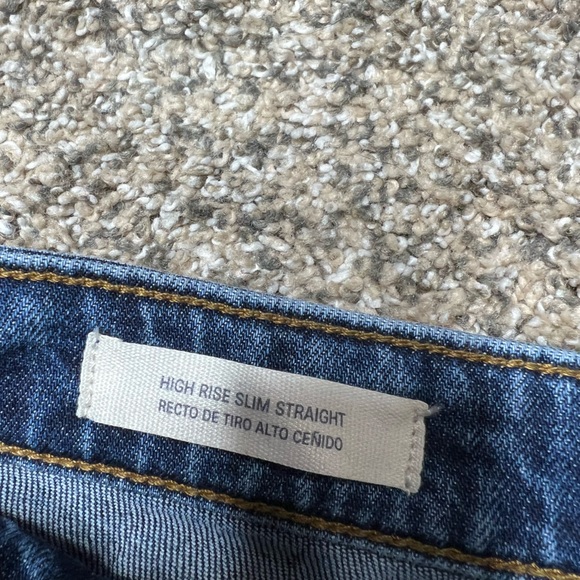 HIGH RISE SLIM STRAIGHT
RECTO DE TIRO ALTO CEÑIDO